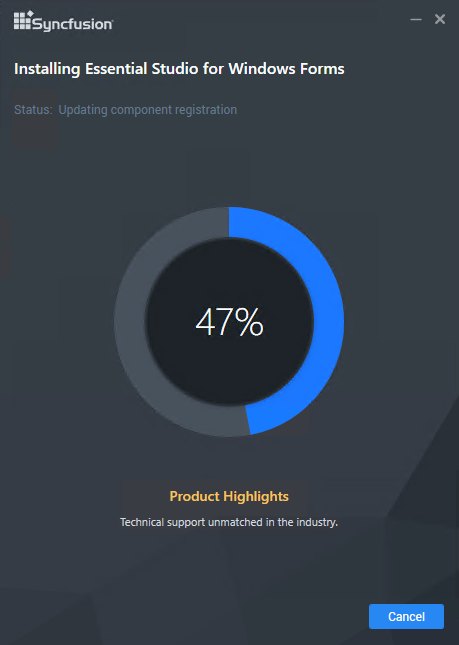 Syncfusion
Installing Essential Studio for Windows Forms
Status: Updating component registration
47%
Product Highlights
Technical support unmatched in the industry.
Cancel